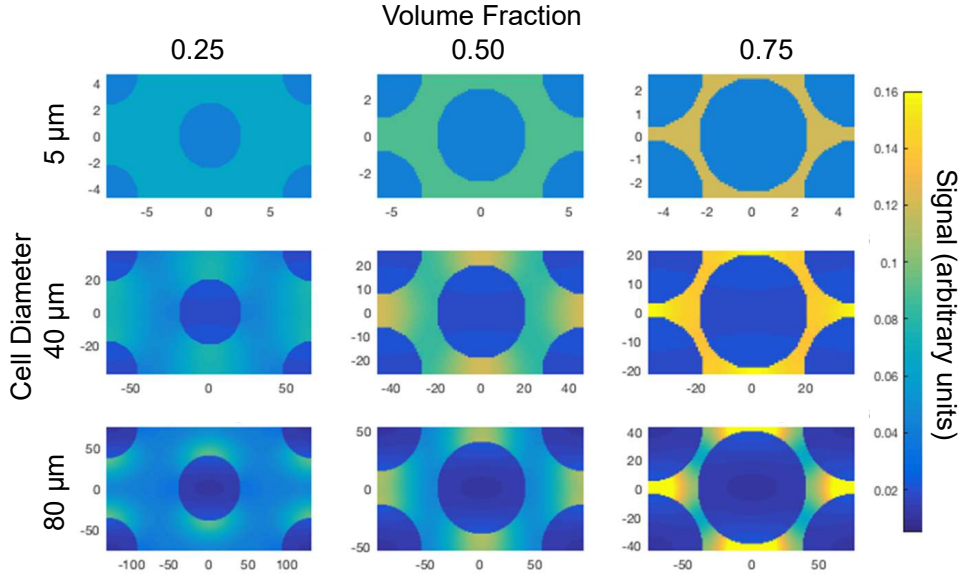 Volume Fraction
0.25 0.50 0.75
Cell Diameter
5 µm
4
2
0
-2
-4
-5 0 5
2
0
-2
-5 0 5
2
1
0
-1
-2
-4 -2 0 2 4
40 µm
20
0
-20
-50 0 50
20
10
0
-10
-20
-40 -20 0 20 40
20
10
0
-10
-20
-20 0 20
80 µm
50
0
-50
-100 -50 0 50 100
50
0
-50
-50 0 50
40
20
0
-20
-40
-50 0 50
0.16
0.14
0.12
0.1
0.08
0.06
0.04
0.02
Signal (arbitrary units)